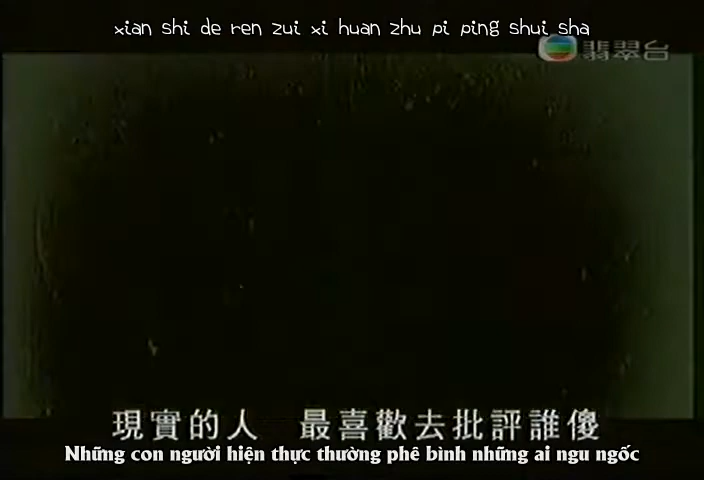 xian shi de ren zui xi huan zhu pi ping shui sha
翡翠台
現實的人 最喜歡去批評誰傻
Những con người hiện thực thường phê bình những ai ngu ngốc